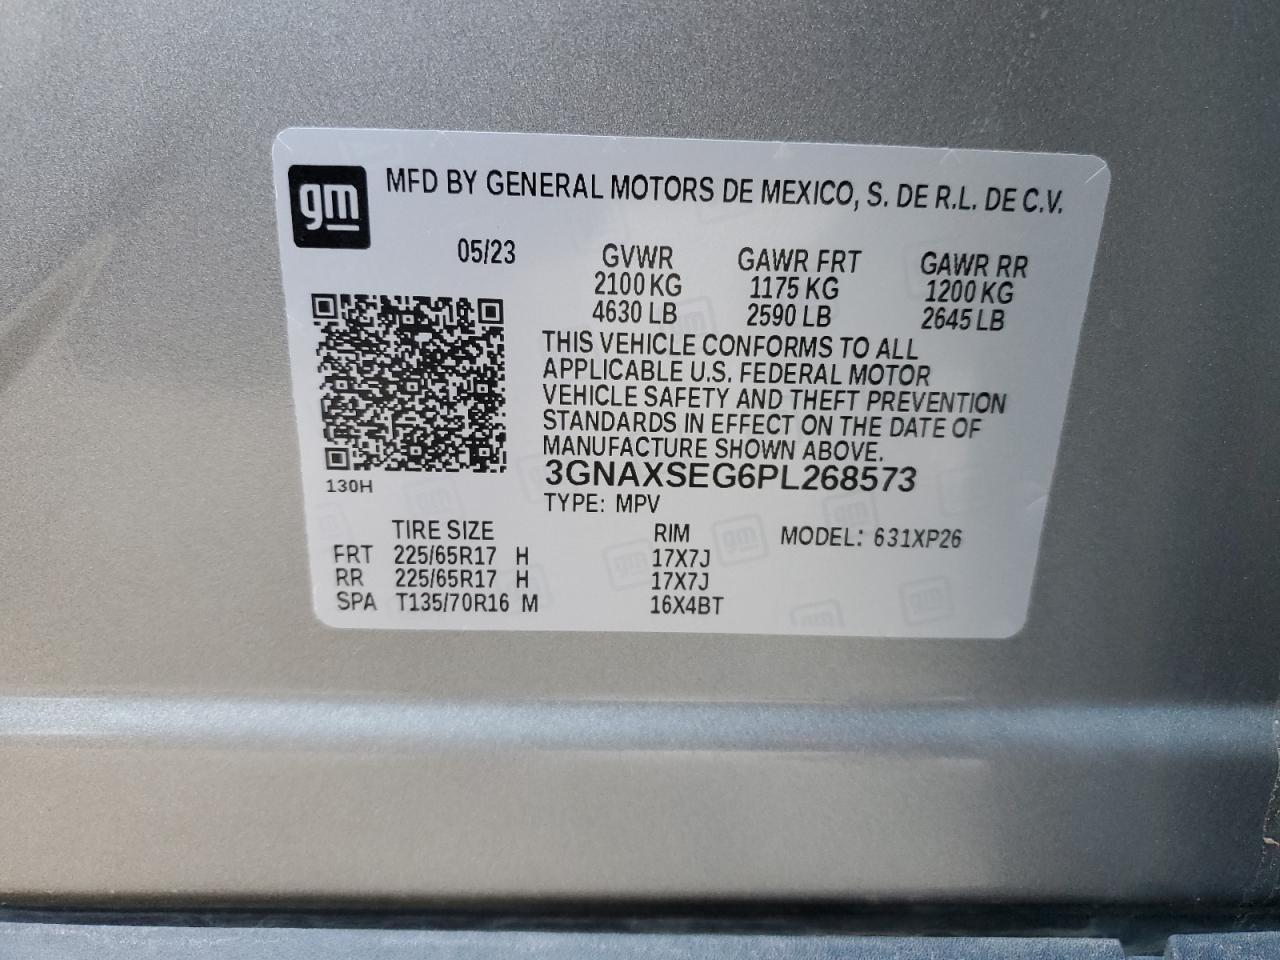 gm
MFD BY GENERAL MOTORS DE MEXICO, S. DE R.L. DE C.V.
05/23
GVWR GAWR FRT GAWR RR
2100 KG 1175 KG 1200 KG
4630 LB 2590 LB 2645 LB
THIS VEHICLE CONFORMS TO ALL
APPLICABLE U.S. FEDERAL MOTOR
VEHICLE SAFETY AND THEFT PREVENTION
STANDARDS IN EFFECT ON THE DATE OF
MANUFACTURE SHOWN ABOVE.
3GNAXSEG6PL268573
130H
TYPE: MPV
TIRE SIZE RIM MODEL: 631XP26
FRT 225/65R17 H 17X7J
RR 225/65R17 H 17X7J
SPA T135/70R16 M 16X4BT